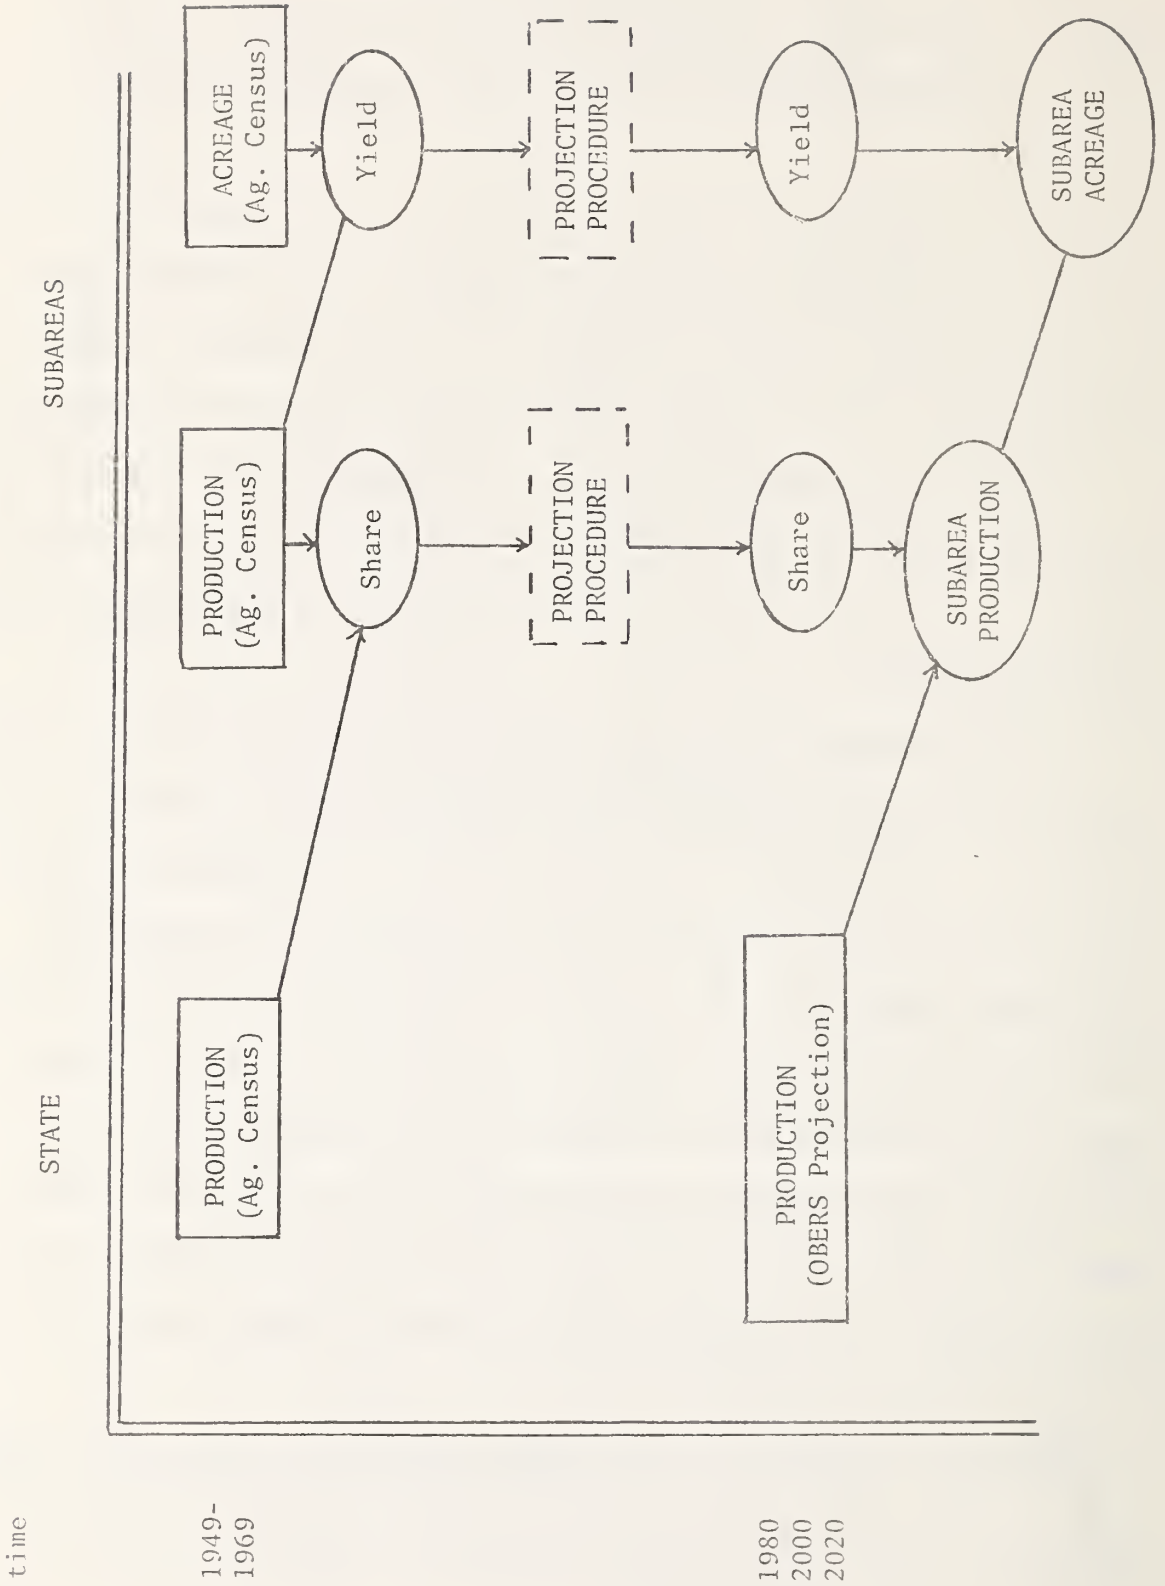 time
STATE
SUBAREAS
1949-
1969
PRODUCTION
(Ag. Census)
PRODUCTION
(Ag. Census)
ACREAGE
(Ag. Census)
Share
Yield
PROJECTION
PROCEDURE
PROJECTION
PROCEDURE
1980
2000
2020
PRODUCTION
(OBERS Projection)
Share
Yield
SUBAREA
PRODUCTION
SUBAREA
ACREAGE